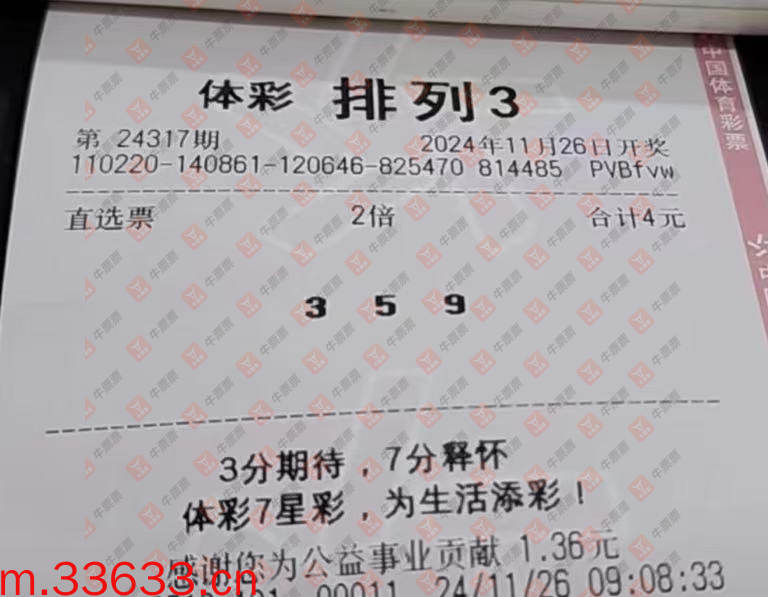 体彩 排列3
第 24317期 2024年11月26日开奖
110220-140861-120646-825470 814485 PVBfvw
直选票 2倍 合计4元
3 5 9
3分期待，7分释怀
体彩7星彩，为生活添彩！
感谢您为公益事业贡献 1.36元
00011 24/11/26 09:08:33
m.33633.cn
中国体育彩票
牛彩票